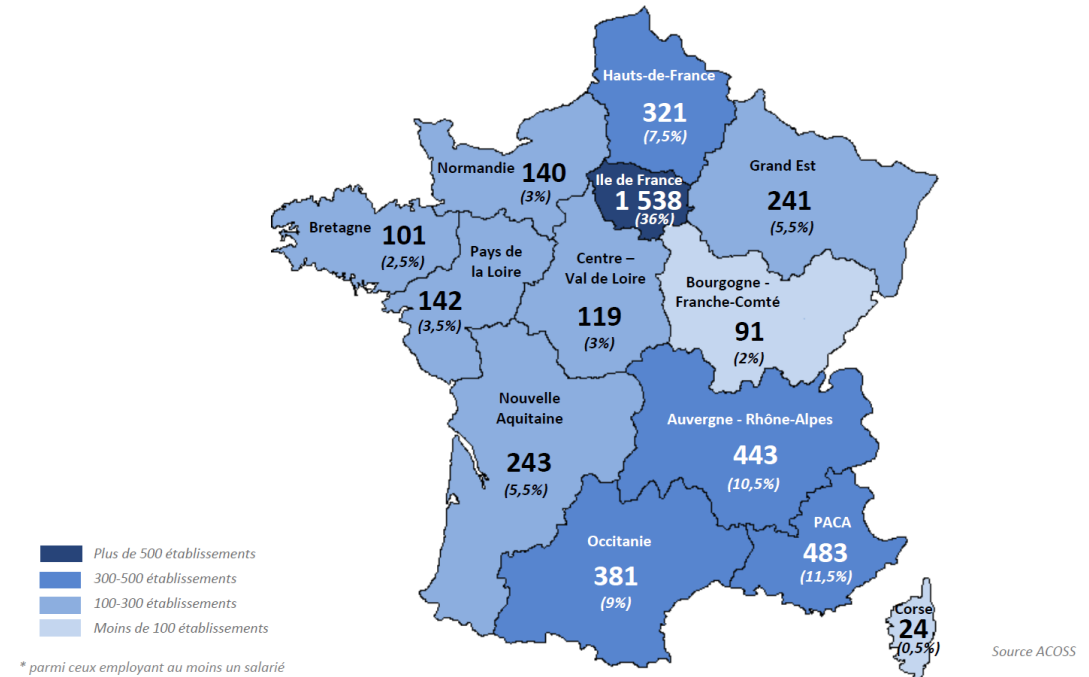 Hauts-de-France
321
(7,5%)
Normandie 140
(3%)
Ile de France
1 538
(36%)
Grand Est
241
(5,5%)
Bretagne 101
(2,5%)
Pays de
la Loire
142
(3,5%)
Centre –
Val de Loire
119
(3%)
Bourgogne -
Franche-Comté
91
(2%)
Nouvelle
Aquitaine
243
(5,5%)
Auvergne - Rhône-Alpes
443
(10,5%)
PACA
483
(11,5%)
Occitanie
381
(9%)
Corse
24
(0,5%)
Plus de 500 établissements
300-500 établissements
100-300 établissements
Moins de 100 établissements
* parmi ceux employant au moins un salarié
Source ACOSS